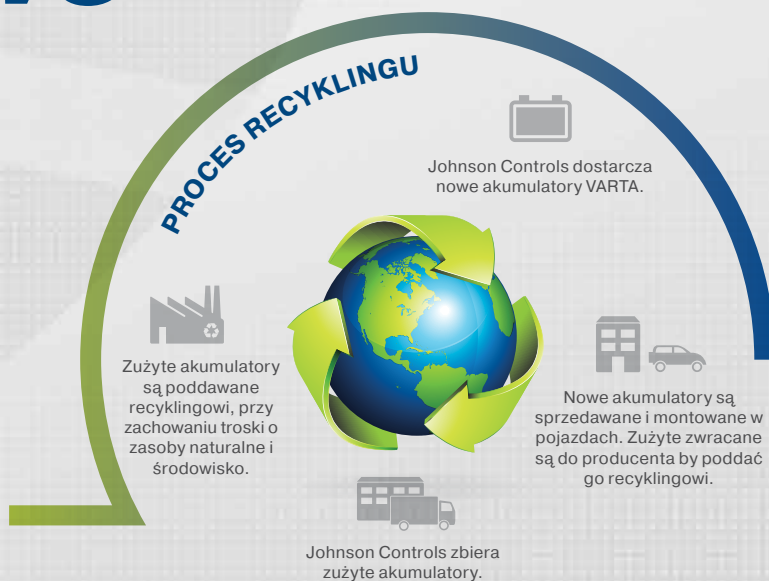 PROCES RECYKLINGU
Johnson Controls dostarcza
nowe akumulatory VARTA.
Nowe akumulatory są
sprzedawane i montowane w
pojazdach. Zużyte zwracane
są do producenta by poddać
go recyklingowi.
Johnson Controls zbiera
zużyte akumulatory.
Zużyte akumulatory
są poddawane
recyklingowi, przy
zachowaniu troski o
zasoby naturalne i
środowisko.